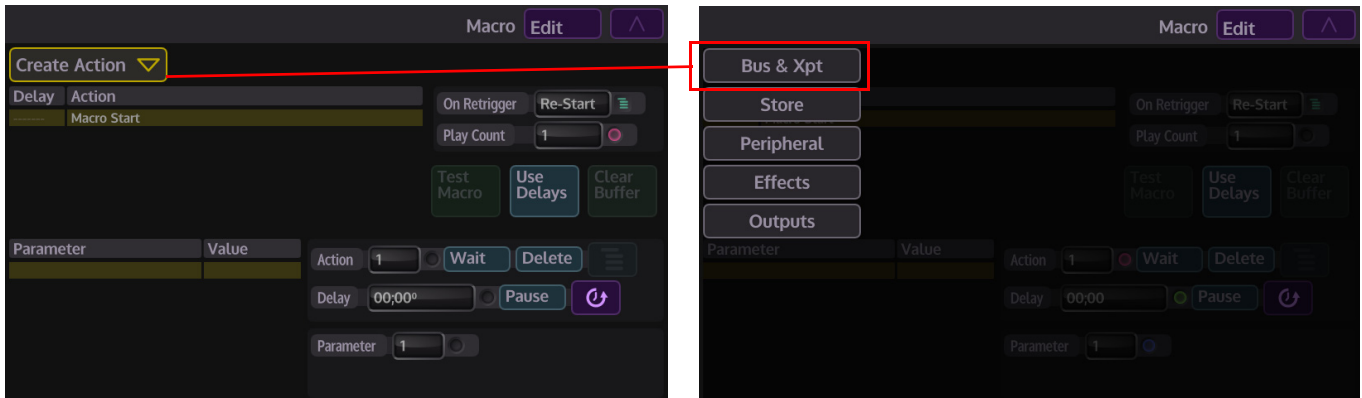 Macro Edit
Create Action
Delay Action
------- Macro Start
On Retrigger Re-Start
Play Count 1
Test Macro
Use Delays
Clear Buffer
Parameter Value
Action 1 Wait Delete
Delay 00;00º Pause
Parameter 1
Macro Edit
Bus & Xpt
Store
Peripheral
Effects
Outputs
On Retrigger Re-Start
Play Count 1
Test Macro
Use Delays
Clear Buffer
Parameter Value
Action 1 Wait Delete
Delay 00;00 Pause
Parameter 1